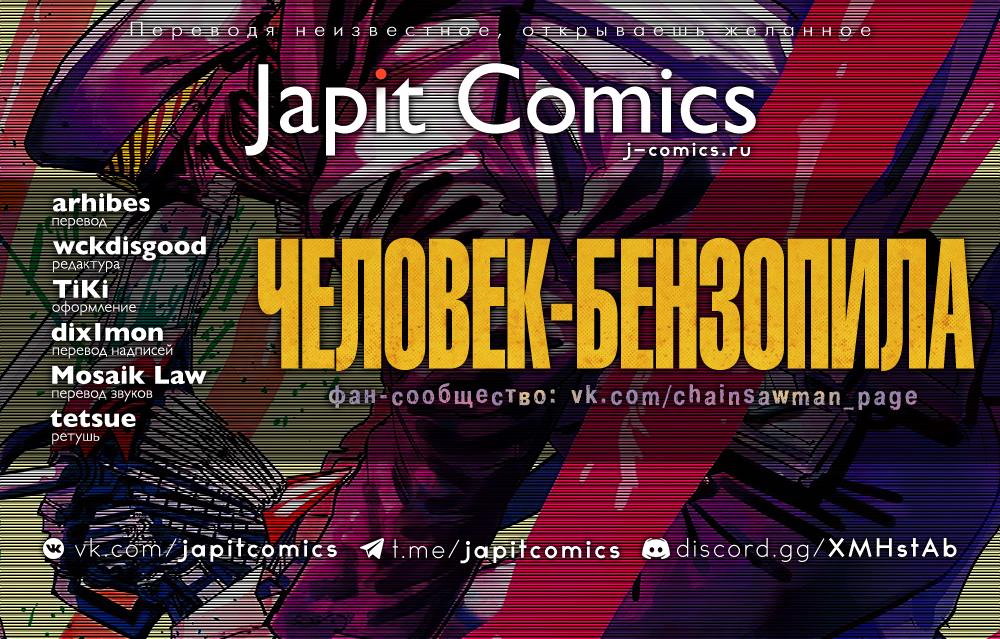 Переводя неизвестное, открываешь желанное
Japit Comics
j-comics.ru
arhibes
перевод
wckdisgood
редактура
TiKi
оформление
dix1mon
перевод надписей
Mosaik Law
перевод звуков
tetsue
ретушь
ЧЕЛОВЕК-БЕНЗОПИЛА
фан-сообщество: vk.com/chainsawman_page
vk.com/japitcomics
t.me/japitcomics
discord.gg/XMHstAb